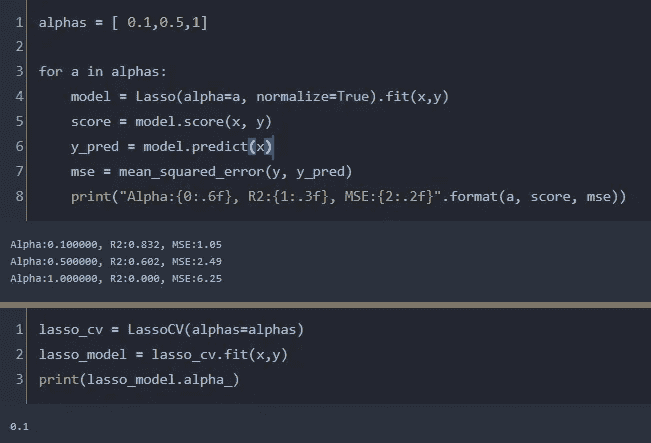 1 alphas = [ 0.1,0.5,1]
2
3 for a in alphas:
4     model = Lasso(alpha=a, normalize=True).fit(x,y)
5     score = model.score(x, y)
6     y_pred = model.predict(x)
7     mse = mean_squared_error(y, y_pred)
8     print("Alpha:{0:.6f}, R2:{1:.3f}, MSE:{2:.2f}".format(a, score, mse))
Alpha:0.100000, R2:0.832, MSE:1.05
Alpha:0.500000, R2:0.602, MSE:2.49
Alpha:1.000000, R2:0.000, MSE:6.25
1 lasso_cv = LassoCV(alphas=alphas)
2 lasso_model = lasso_cv.fit(x,y)
3 print(lasso_model.alpha_)
0.1